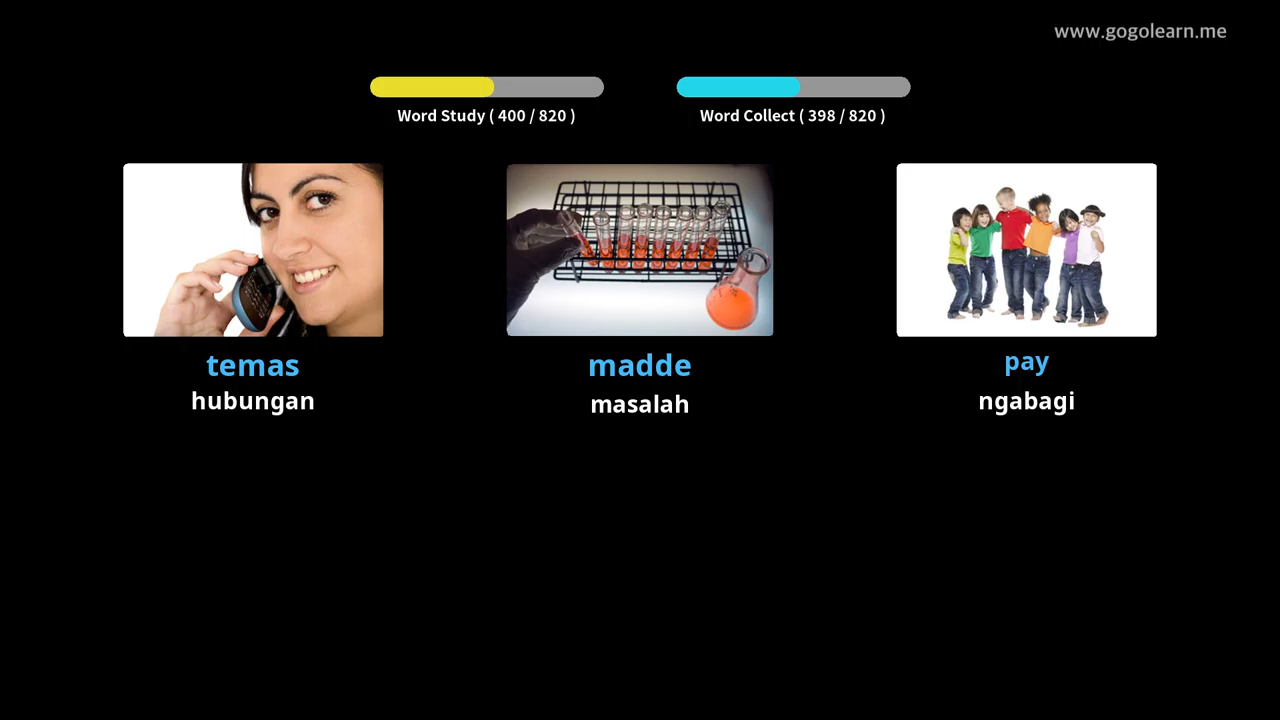 www.gogolearn.me
Word Study ( 400 / 820 )
Word Collect ( 398 / 820 )
temas
hubungan
madde
masalah
pay
ngabagi